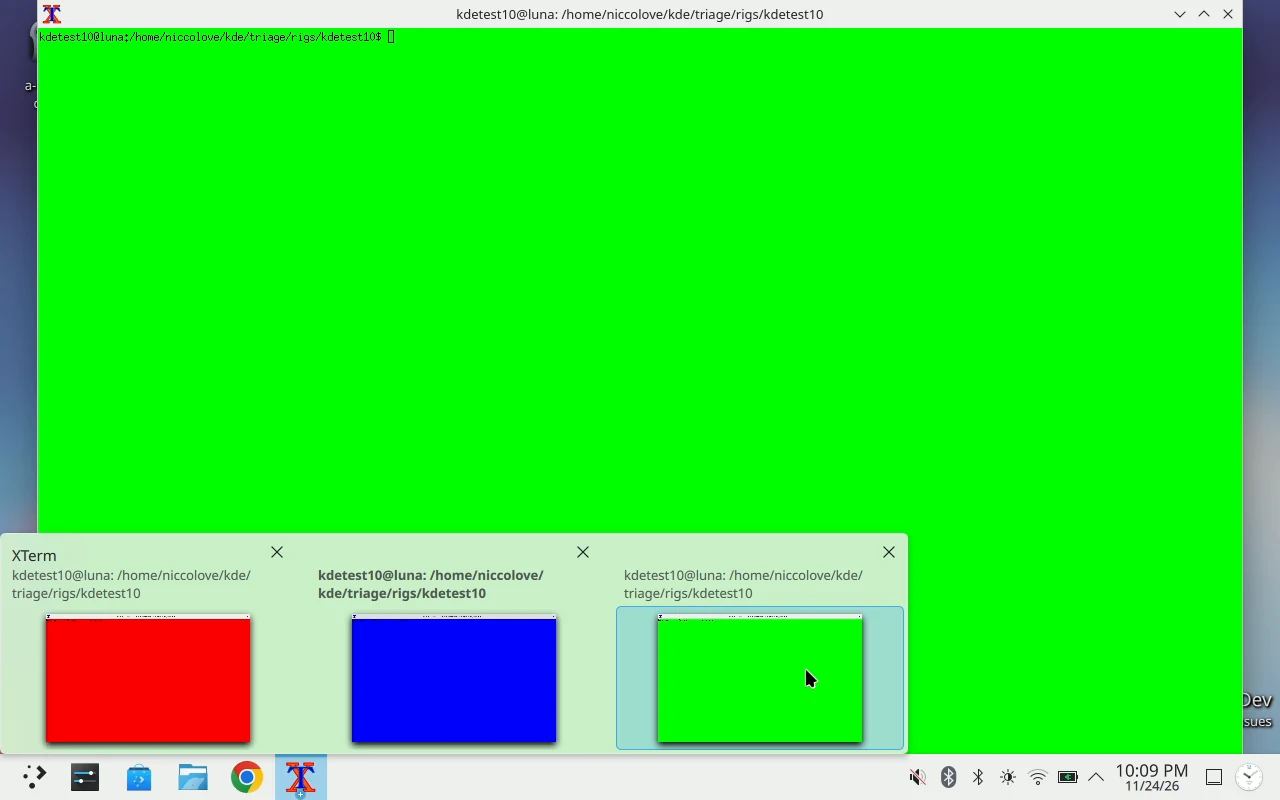 kdetest10@luna: /home/niccolove/kde/triage/rigs/kdetest10
kdetest10@luna:/home/niccolove/kde/triage/rigs/kdetest10$
a-
XTerm
kdetest10@luna: /home/niccolove/kde/
triage/rigs/kdetest10
kdetest10@luna: /home/niccolove/
kde/triage/rigs/kdetest10
kdetest10@luna: /home/niccolove/kde/
triage/rigs/kdetest10
Dev
sues
10:09 PM
11/24/26